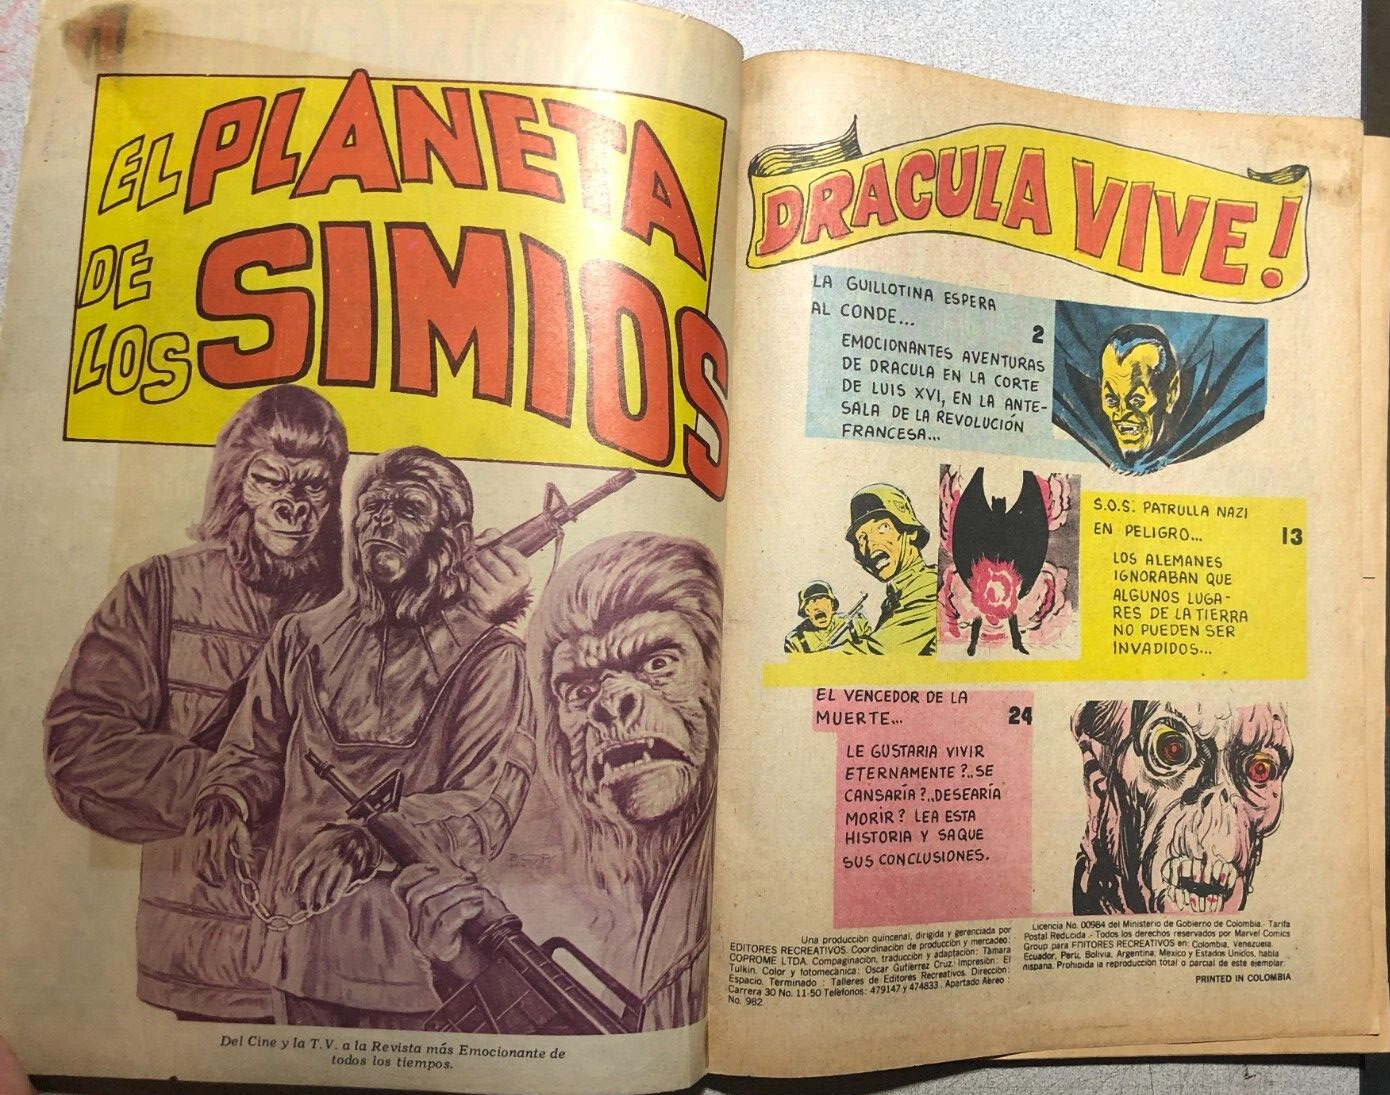 EL PLANETA
DE
LOS SIMIOS
Del Cine y la T.V. a la Revista más Emocionante de
todos los tiempos.
DRACULA VIVE!
LA GUILLOTINA ESPERA
AL CONDE... 2
EMOCIONANTES AVENTURAS
DE DRACULA EN LA CORTE
DE LUIS XVI, EN LA ANTE-
SALA DE LA REVOLUCIÓN
FRANCESA...
S.O.S. PATRULLA NAZI
EN PELIGRO... 13
LOS ALEMANES
IGNORABAN QUE
ALGUNOS LUGA-
RES DE LA TIERRA
NO PUEDEN SER
INVADIDOS...
EL VENCEDOR DE LA
MUERTE... 24
LE GUSTARIA VIVIR
ETERNAMENTE?..SE
CANSARÍA?..DESEARÍA
MORIR? LEA ESTA
HISTORIA Y SAQUE
SUS CONCLUSIONES.
Una producción quincenal, dirigida y gerenciada por
EDITORES RECREATIVOS. Coordinación de producción y mercadeo:
COPROME LTDA. Compaginación, traducción y adaptación: Tamara
Tulkin. Color y fotomecánica: Oscar Gutiérrez Cruz. Impresión: El
Espacio. Terminado : Talleres de Editores Recreativos. Dirección:
Carrera 30 No. 11-50 Teléfonos: 479147 y 474833. Apartado Aéreo :
No. 982
Licencia No. 00984 del Ministerio de Gobierno de Colombia.- Tarifa
Postal Reducida.- Todos los derechos reservados por Marvel Comics
Group para EDITORES RECREATIVOS en: Colombia, Venezuela,
Ecuador, Perú, Bolivia, Argentina, Mexico y Estados Unidos, habla
hispana. Prohibida la reproducción total o parcial de este ejemplar.
PRINTED IN COLOMBIA